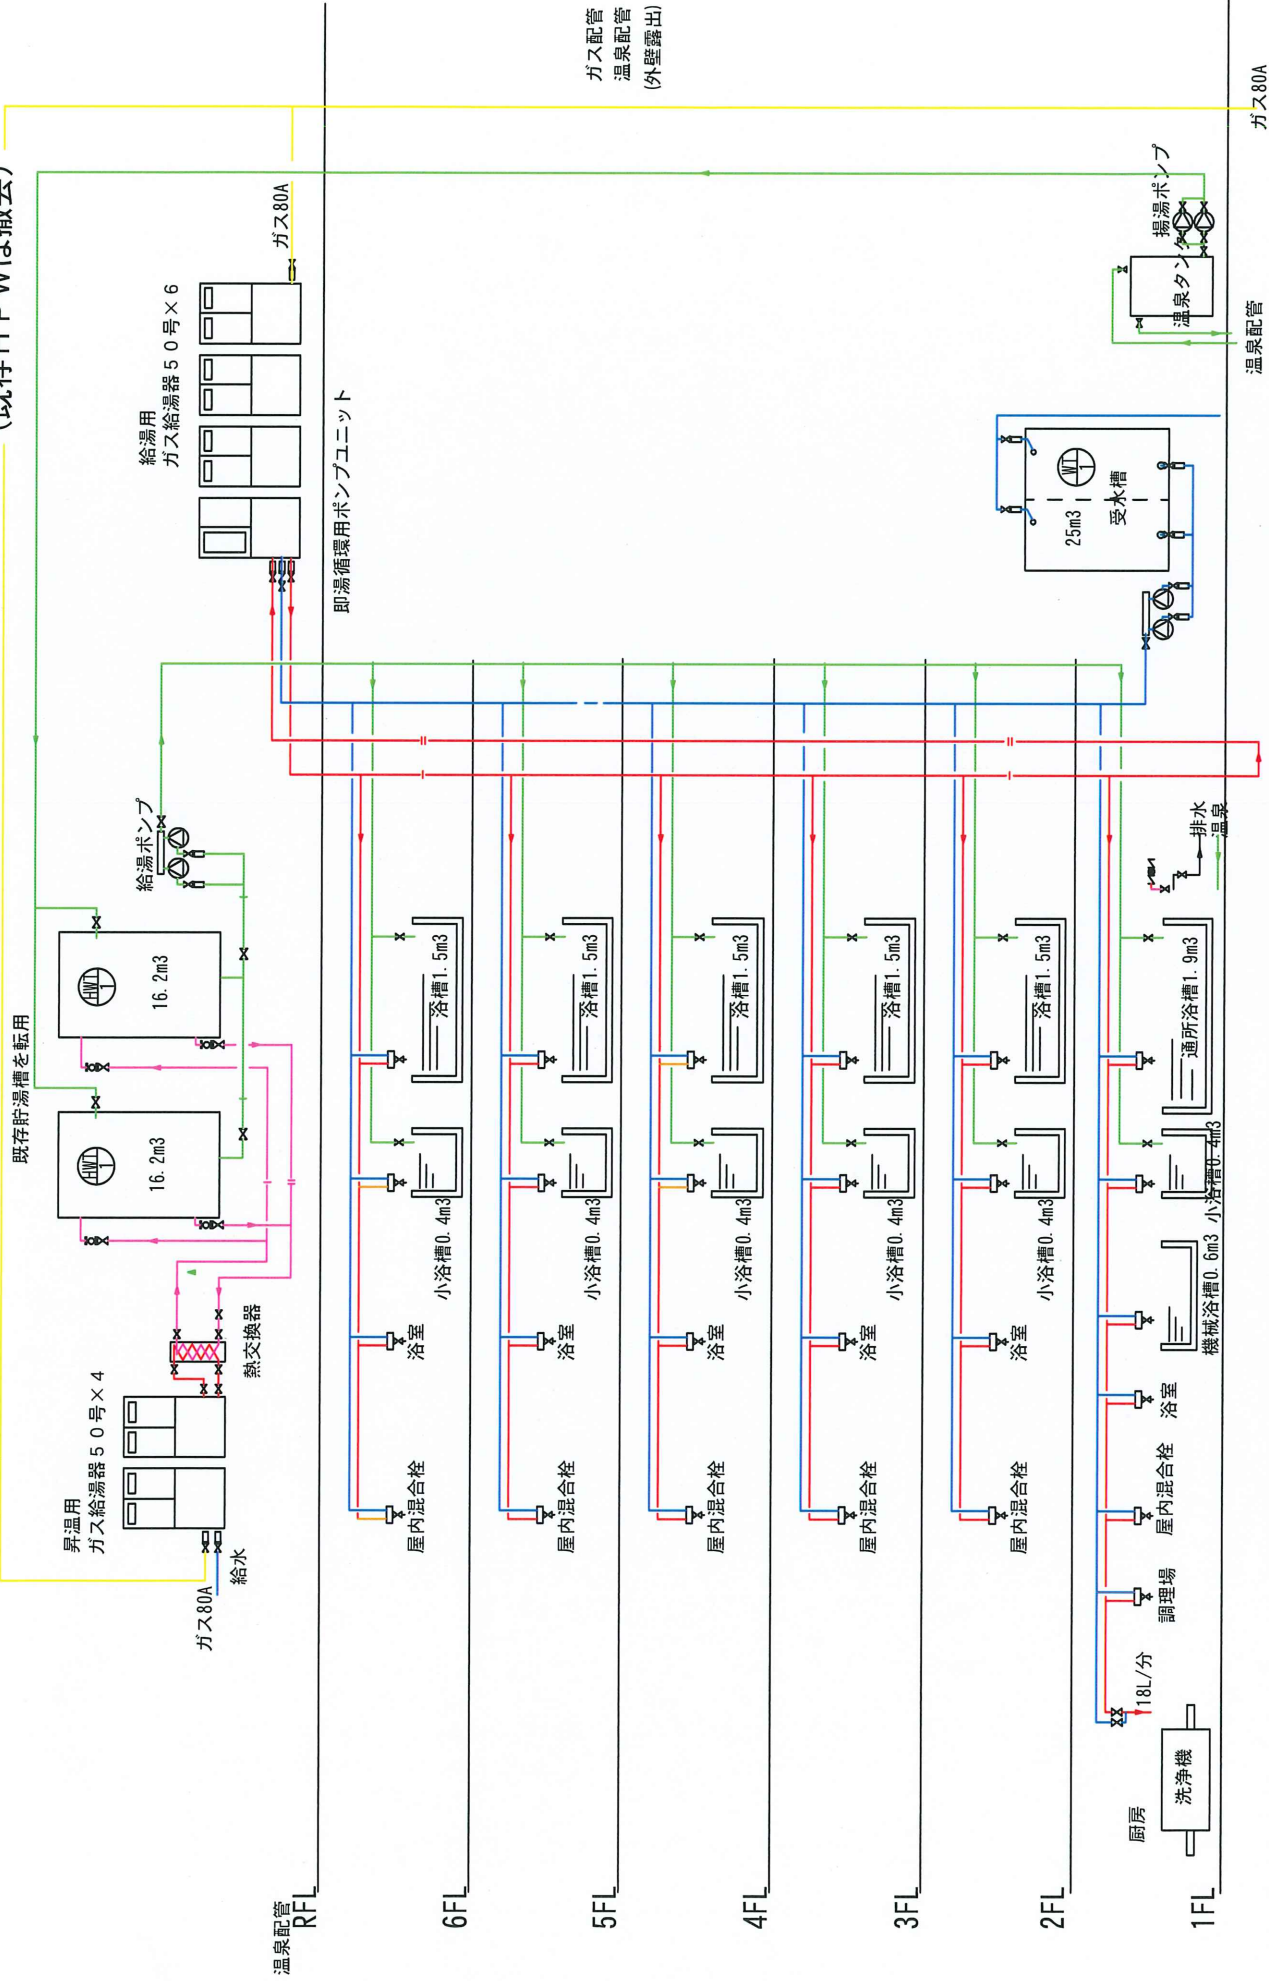 (既存HPWは撤去)
ガス配管
温泉配管
(外壁露出)
ガス80A
ガス80A
給湯用
ガス給湯器50号×6
即湯循環用ポンプユニット
揚湯ポンプ
温泉タンク
温泉配管
WT
1
25m3
受水槽
給湯ポンプ
既存貯湯槽を転用
HWT
1
16.2m3
HWT
1
16.2m3
熱交換器
昇温用
ガス給湯器50号×4
ガス80A
給水
温泉配管
RFL
浴槽1.5m3
小浴槽0.4m3
浴室
屋内混合栓
6FL
浴槽1.5m3
小浴槽0.4m3
浴室
屋内混合栓
5FL
浴槽1.5m3
小浴槽0.4m3
浴室
屋内混合栓
4FL
浴槽1.5m3
小浴槽0.4m3
浴室
屋内混合栓
3FL
浴槽1.5m3
小浴槽0.4m3
浴室
屋内混合栓
2FL
排水
温泉
通所浴槽1.9m3
小浴槽0.4m3
機械浴槽0.6m3
浴室
屋内混合栓
調理場
18L/分
洗浄機
厨房
1FL